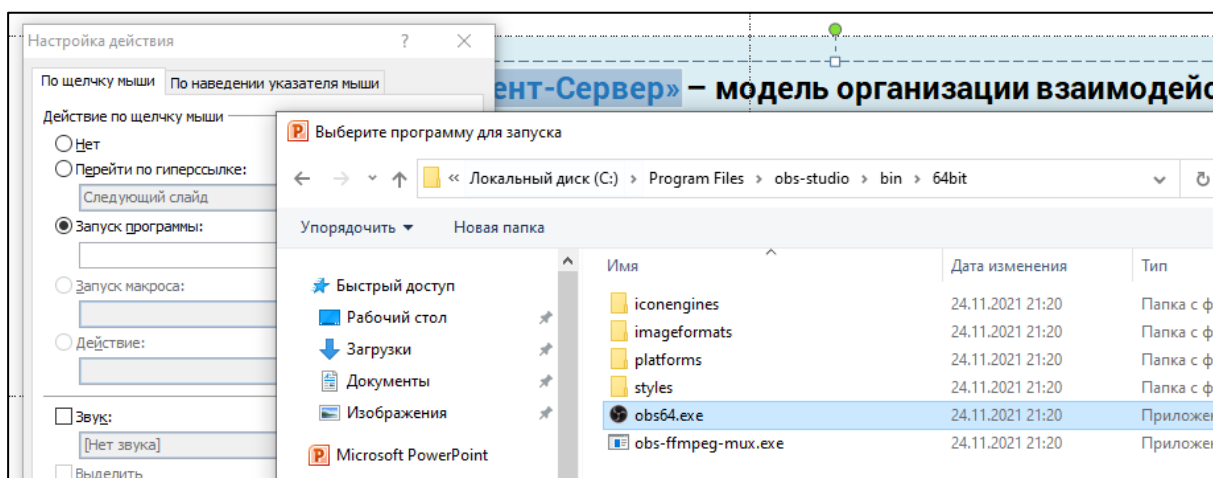 Настройка действия ? ×
По щелчку мыши По наведении указателя мыши
ент-Сервер» – модель организации взаимодейс
Действие по щелчку мыши
Нет
Перейти по гиперссылке:
Следующий слайд
Запуск программы:
Запуск макроса:
Действие:
Звук:
[Нет звука]
Выделить
Выберите программу для запуска
« Локальный диск (C:) › Program Files › obs-studio › bin › 64bit
Упорядочить Новая папка
Быстрый доступ
Рабочий стол
Загрузки
Документы
Изображения
Microsoft PowerPoint
Имя Дата изменения Тип
iconengines 24.11.2021 21:20 Папка с ф
imageformats 24.11.2021 21:20 Папка с ф
platforms 24.11.2021 21:20 Папка с ф
styles 24.11.2021 21:20 Папка с ф
obs64.exe 24.11.2021 21:20 Приложе
obs-ffmpeg-mux.exe 24.11.2021 21:20 Приложе